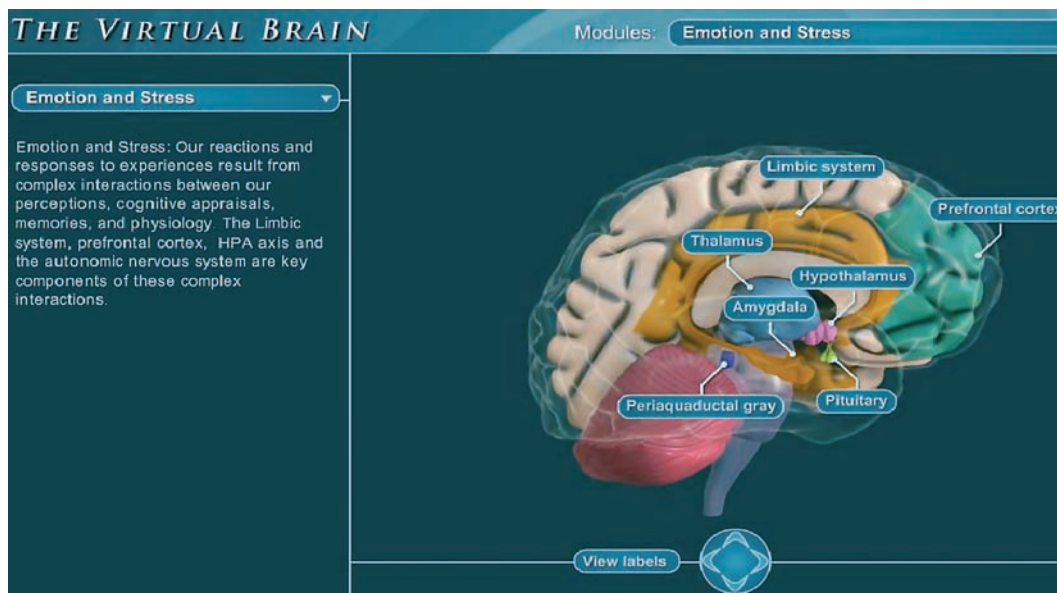 THE VIRTUAL BRAIN
Modules: Emotion and Stress
Emotion and Stress
Emotion and Stress: Our reactions and
responses to experiences result from
complex interactions between our
perceptions, cognitive appraisals,
memories, and physiology. The Limbic
system, prefrontal cortex, HPA axis and
the autonomic nervous system are key
components of these complex
interactions.
Limbic system
Prefrontal cortex
Thalamus
Hypothalamus
Amygdala
Periaquaductal gray
Pituitary
View labels